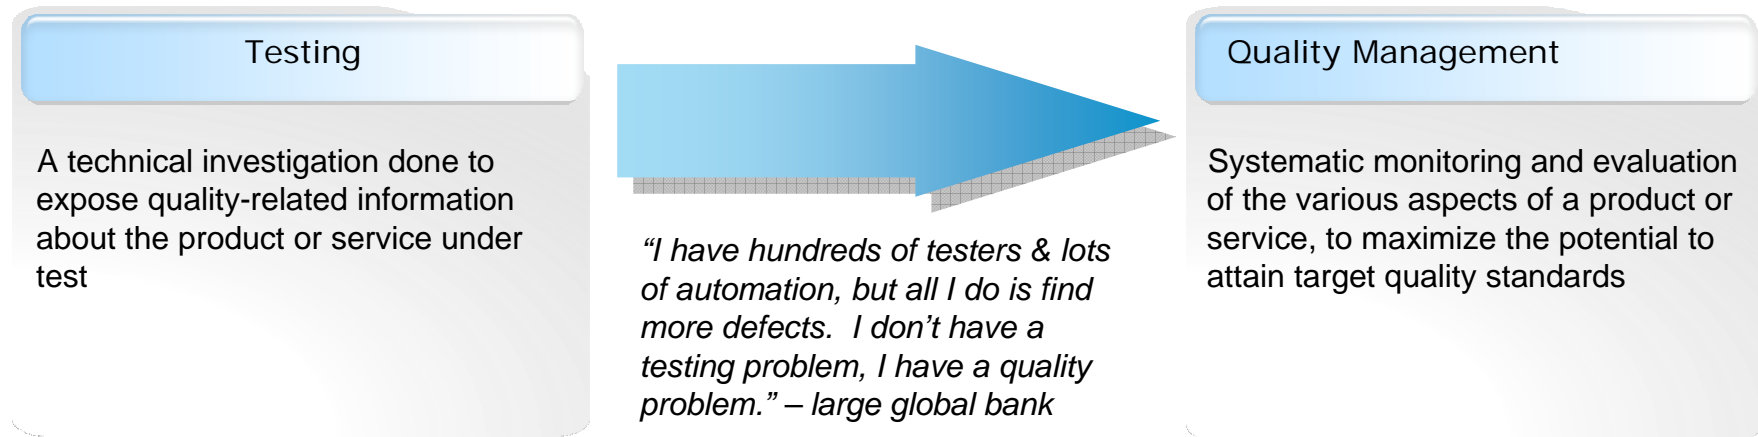 Testing
A technical investigation done to
expose quality-related information
about the product or service under
test
“I have hundreds of testers & lots
of automation, but all I do is find
more defects.  I don’t have a
testing problem, I have a quality
problem.” – large global bank
Quality Management
Systematic monitoring and evaluation
of the various aspects of a product or
service, to maximize the potential to
attain target quality standards